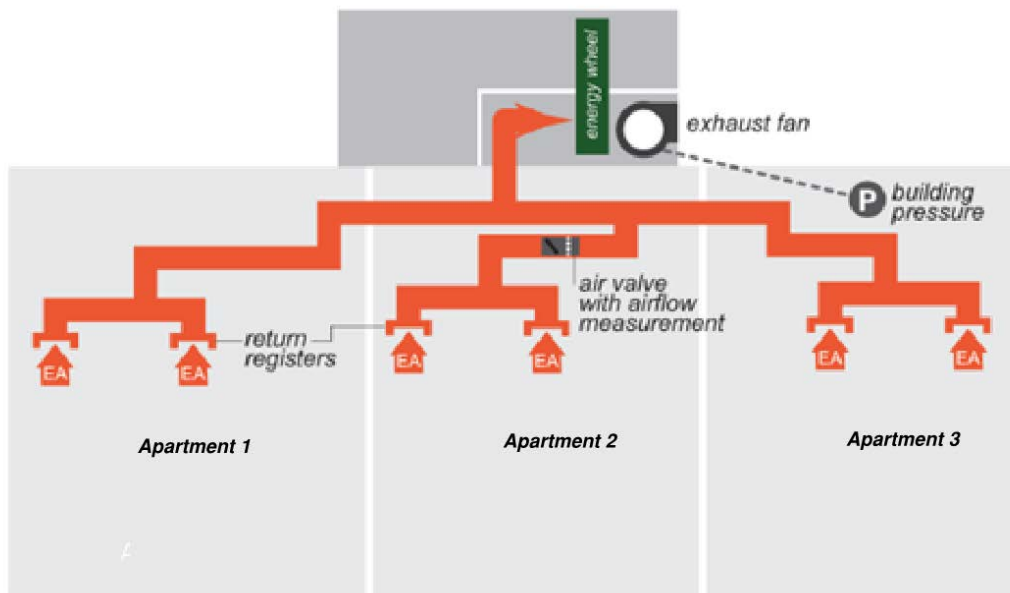 energy wheel
exhaust fan
P
building
pressure
air valve
with airflow
measurement
return
registers
EA
EA
EA
EA
EA
EA
Apartment 1
Apartment 2
Apartment 3